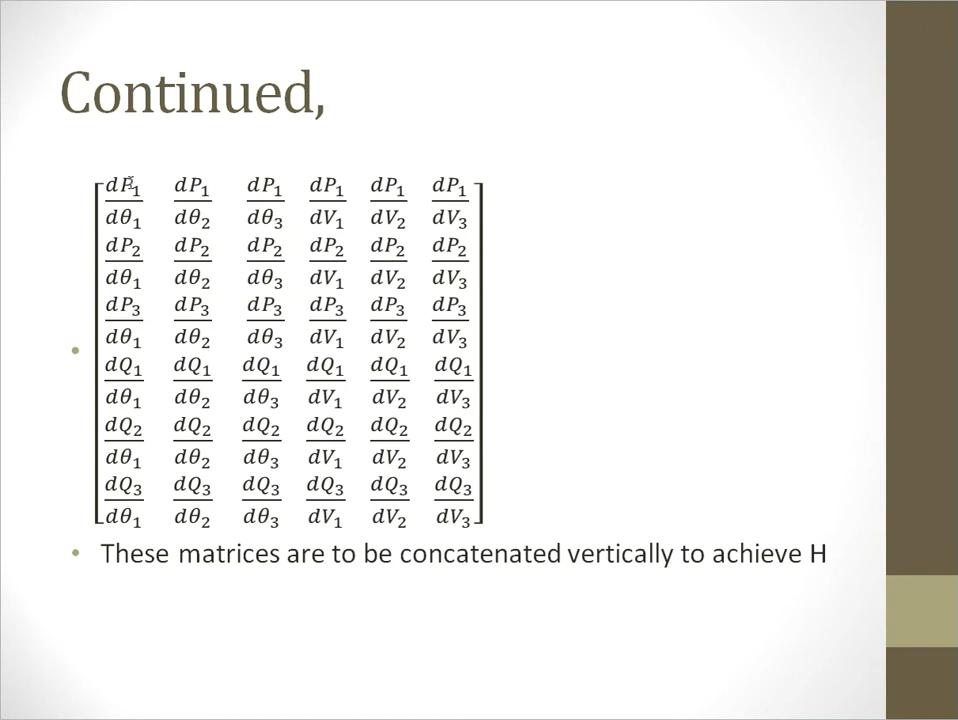 Continued,
dP₁/dθ₁ dP₁/dθ₂ dP₁/dθ₃ dP₁/dV₁ dP₁/dV₂ dP₁/dV₃
dP₂/dθ₁ dP₂/dθ₂ dP₂/dθ₃ dP₂/dV₁ dP₂/dV₂ dP₂/dV₃
dP₃/dθ₁ dP₃/dθ₂ dP₃/dθ₃ dP₃/dV₁ dP₃/dV₂ dP₃/dV₃
dQ₁/dθ₁ dQ₁/dθ₂ dQ₁/dθ₃ dQ₁/dV₁ dQ₁/dV₂ dQ₁/dV₃
dQ₂/dθ₁ dQ₂/dθ₂ dQ₂/dθ₃ dQ₂/dV₁ dQ₂/dV₂ dQ₂/dV₃
dQ₃/dθ₁ dQ₃/dθ₂ dQ₃/dθ₃ dQ₃/dV₁ dQ₃/dV₂ dQ₃/dV₃
• These matrices are to be concatenated vertically to achieve H